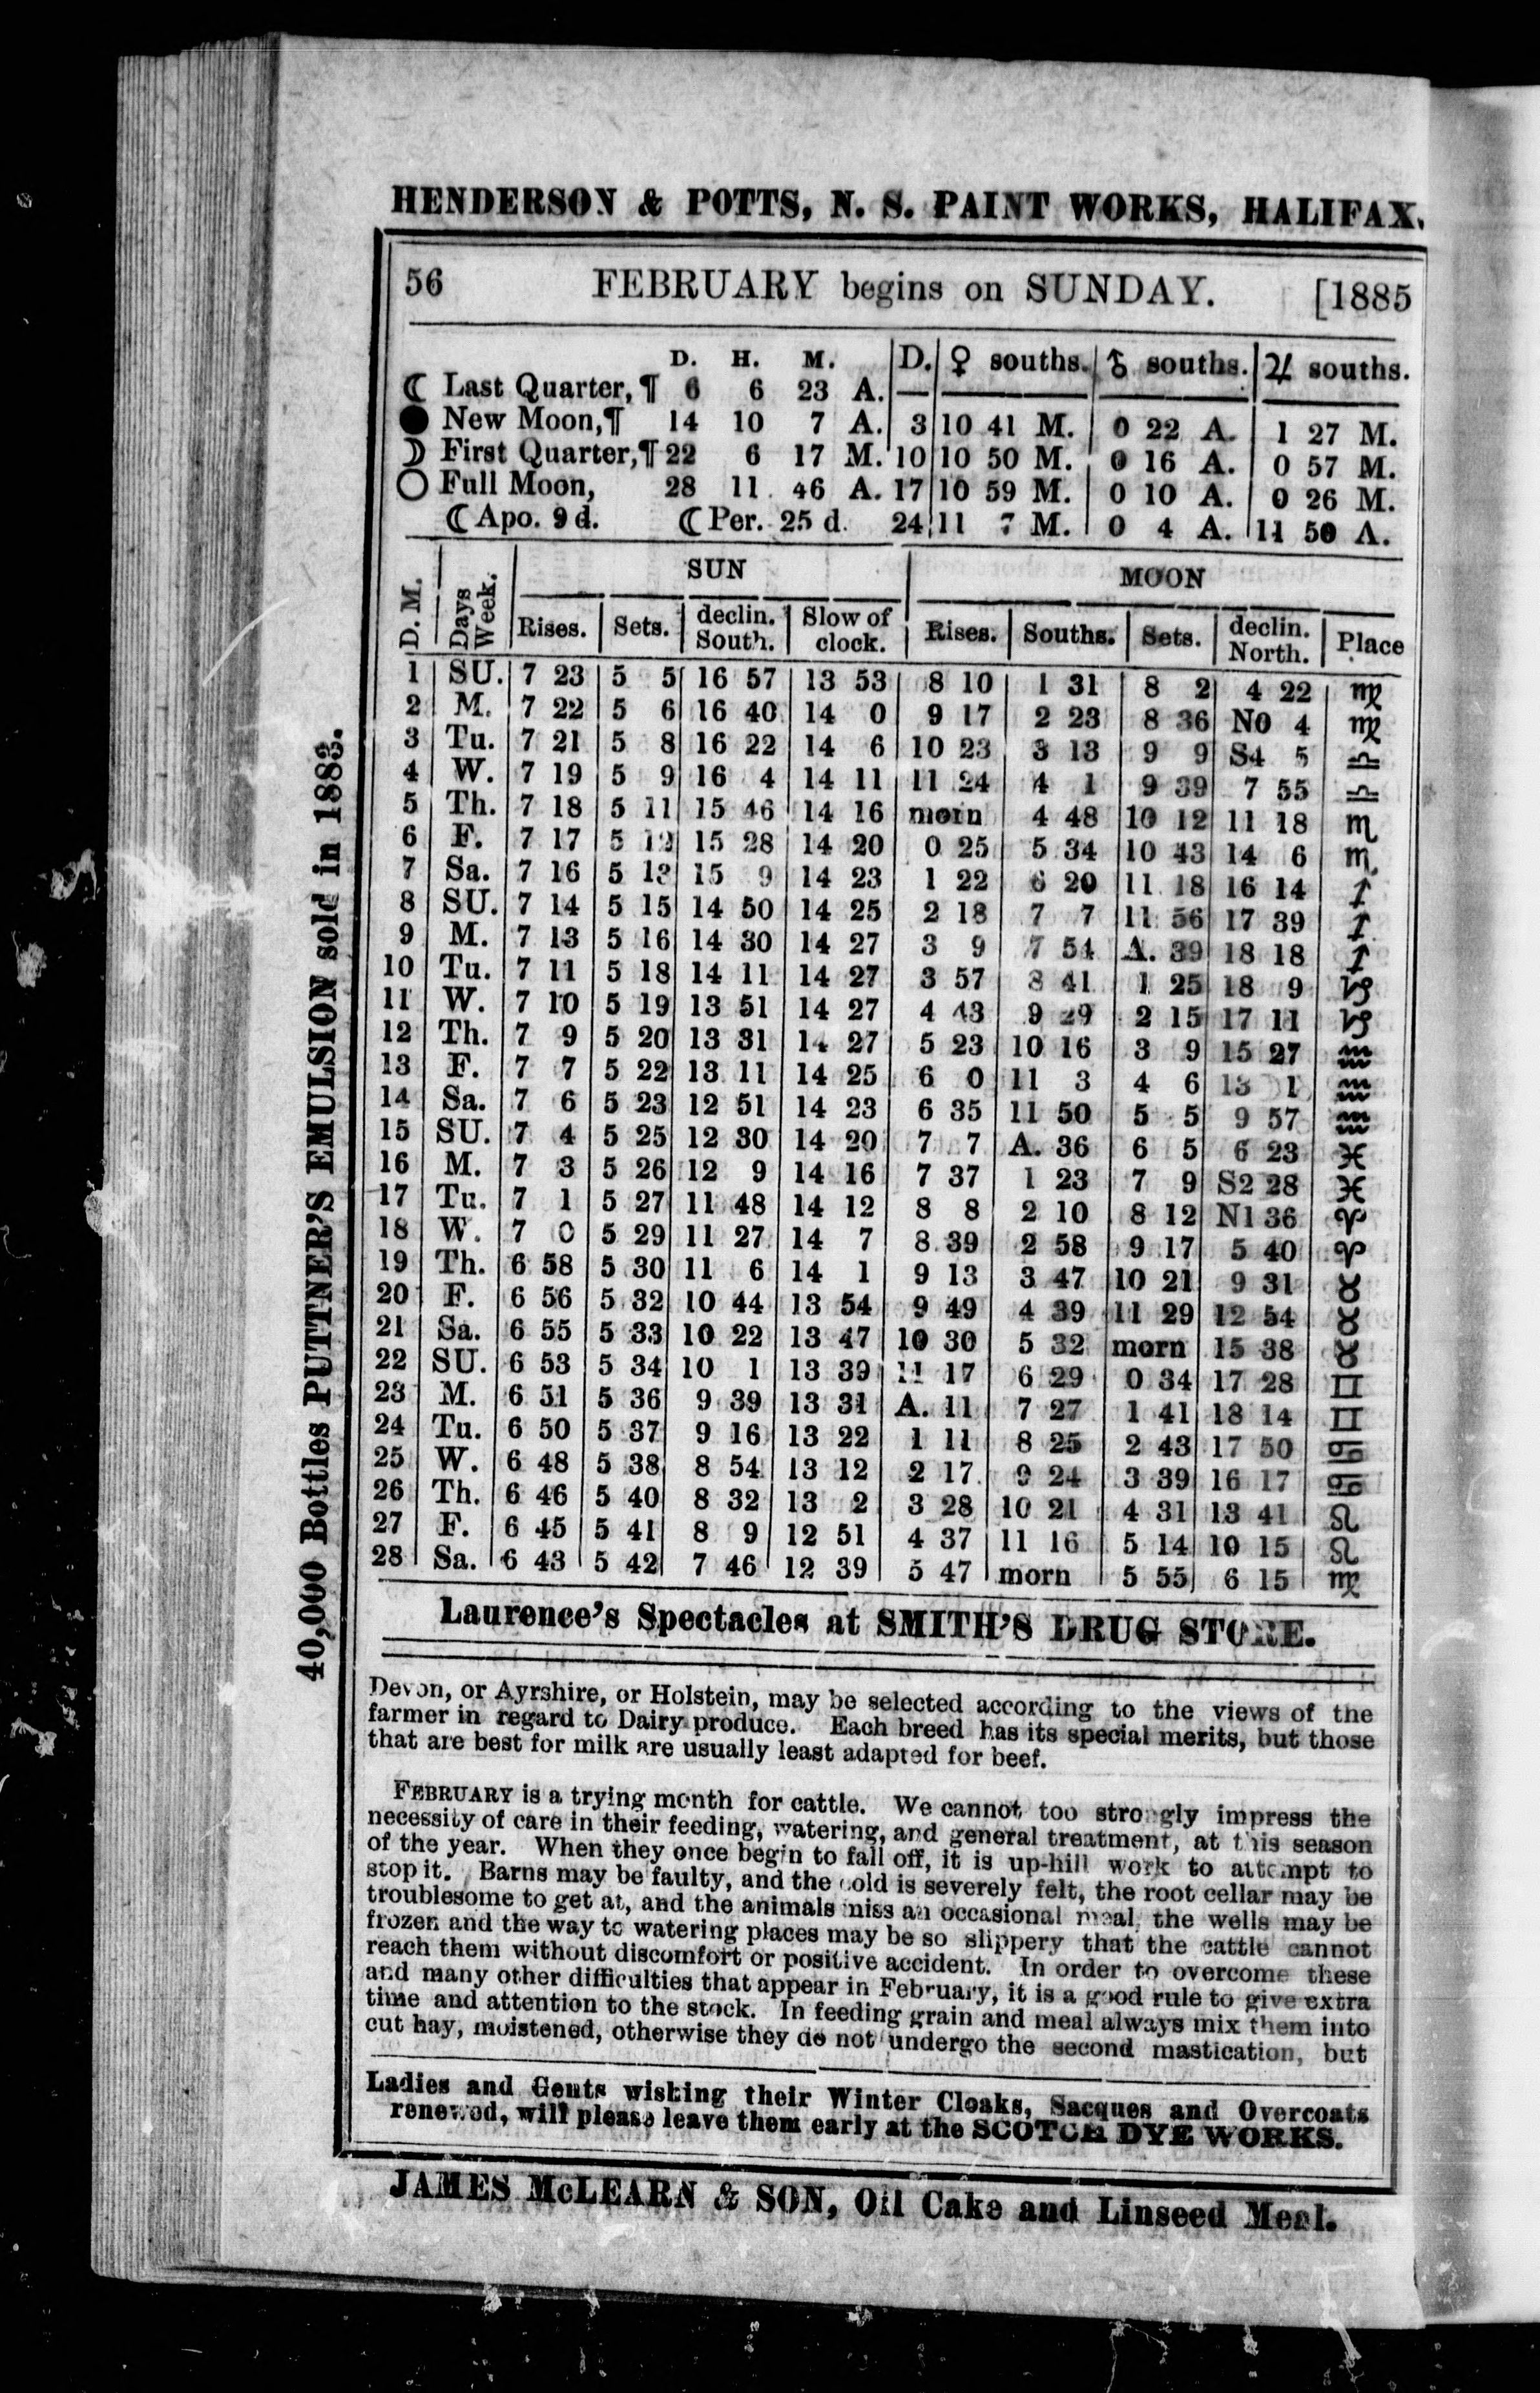 HENDERSON & POTTS, N. S. PAINT WORKS, HALIFAX.
56 FEBRUARY begins on SUNDAY. [1885
D. H. M. D. ♀ souths. ♂ souths. ♃ souths.
☾ Last Quarter, ¶ 6 6 23 A.
● New Moon, ¶ 14 10 7 A. 3 10 41 M. 0 22 A. 1 27 M.
☽ First Quarter, ¶ 22 6 17 M. 10 10 50 M. 0 16 A. 0 57 M.
○ Full Moon, 28 11 46 A. 17 10 59 M. 0 10 A. 0 26 M.
☾ Apo. 9 d. ☾ Per. 25 d. 24 11 7 M. 0 4 A. 11 50 A.
SUN MOON
D. M. Days Week. Rises. Sets. declin. South. Slow of clock. Rises. Souths. Sets. declin. North. Place
1 SU. 7 23 5 5 16 57 13 53 8 10 1 31 8 2 4 22 ♍
2 M. 7 22 5 6 16 40 14 0 9 17 2 23 8 36 N0 4 ♍
3 Tu. 7 21 5 8 16 22 14 6 10 23 3 13 9 9 S4 5 ♎
4 W. 7 19 5 9 16 4 14 11 11 24 4 1 9 39 7 55 ♎
5 Th. 7 18 5 11 15 46 14 16 morn 4 48 10 12 11 18 ♏
6 F. 7 17 5 12 15 28 14 20 0 25 5 34 10 43 14 6 ♏
7 Sa. 7 16 5 13 15 9 14 23 1 22 6 20 11 18 16 14 ♐
8 SU. 7 14 5 15 14 50 14 25 2 18 7 7 11 56 17 39 ♐
9 M. 7 13 5 16 14 30 14 27 3 9 7 54 A. 39 18 18 ♐
10 Tu. 7 11 5 18 14 11 14 27 3 57 8 41 1 25 18 9 ♑
11 W. 7 10 5 19 13 51 14 27 4 43 9 29 2 15 17 11 ♑
12 Th. 7 9 5 20 13 31 14 27 5 23 10 16 3 9 15 27 ♒
13 F. 7 7 5 22 13 11 14 25 6 0 11 3 4 6 13 1 ♒
14 Sa. 7 6 5 23 12 51 14 23 6 35 11 50 5 5 9 57 ♒
15 SU. 7 4 5 25 12 30 14 20 7 7 A. 36 6 5 6 23 ♓
16 M. 7 3 5 26 12 9 14 16 7 37 1 23 7 9 S2 28 ♓
17 Tu. 7 1 5 27 11 48 14 12 8 8 2 10 8 12 N1 36 ♈
18 W. 7 0 5 29 11 27 14 7 8 39 2 58 9 17 5 40 ♈
19 Th. 6 58 5 30 11 6 14 1 9 13 3 47 10 21 9 31 ♉
20 F. 6 56 5 32 10 44 13 54 9 49 4 39 11 29 12 54 ♉
21 Sa. 6 55 5 33 10 22 13 47 10 30 5 32 morn 15 38 ♉
22 SU. 6 53 5 34 10 1 13 39 11 17 6 29 0 34 17 28 ♊
23 M. 6 51 5 36 9 39 13 31 A. 11 7 27 1 41 18 14 ♊
24 Tu. 6 50 5 37 9 16 13 22 1 11 8 25 2 43 17 50 ♋
25 W. 6 48 5 38 8 54 13 12 2 17 9 24 3 39 16 17 ♋
26 Th. 6 46 5 40 8 32 13 2 3 28 10 21 4 31 13 41 ♌
27 F. 6 45 5 41 8 9 12 51 4 37 11 16 5 14 10 15 ♌
28 Sa. 6 43 5 42 7 46 12 39 5 47 morn 5 55 6 15 ♍
Laurence's Spectacles at SMITH'S DRUG STORE.
Devon, or Ayrshire, or Holstein, may be selected according to the views of the
farmer in regard to Dairy produce. Each breed has its special merits, but those
that are best for milk are usually least adapted for beef.
FEBRUARY is a trying month for cattle. We cannot too strongly impress the
necessity of care in their feeding, watering, and general treatment, at this season
of the year. When they once begin to fall off, it is up-hill work to attempt to
stop it. Barns may be faulty, and the cold is severely felt, the root cellar may be
troublesome to get at, and the animals miss an occasional meal, the wells may be
frozen and the way to watering places may be so slippery that the cattle cannot
reach them without discomfort or positive accident. In order to overcome these
and many other difficulties that appear in February, it is a good rule to give extra
time and attention to the stock. In feeding grain and meal always mix them into
cut hay, moistened, otherwise they do not undergo the second mastication, but
Ladies and Gents wishing their Winter Cloaks, Sacques and Overcoats
renewed, will please leave them early at the SCOTCH DYE WORKS.
JAMES McLEARN & SON, Oil Cake and Linseed Meal.
40,000 Bottles PUTTNER'S EMULSION sold in 1883.